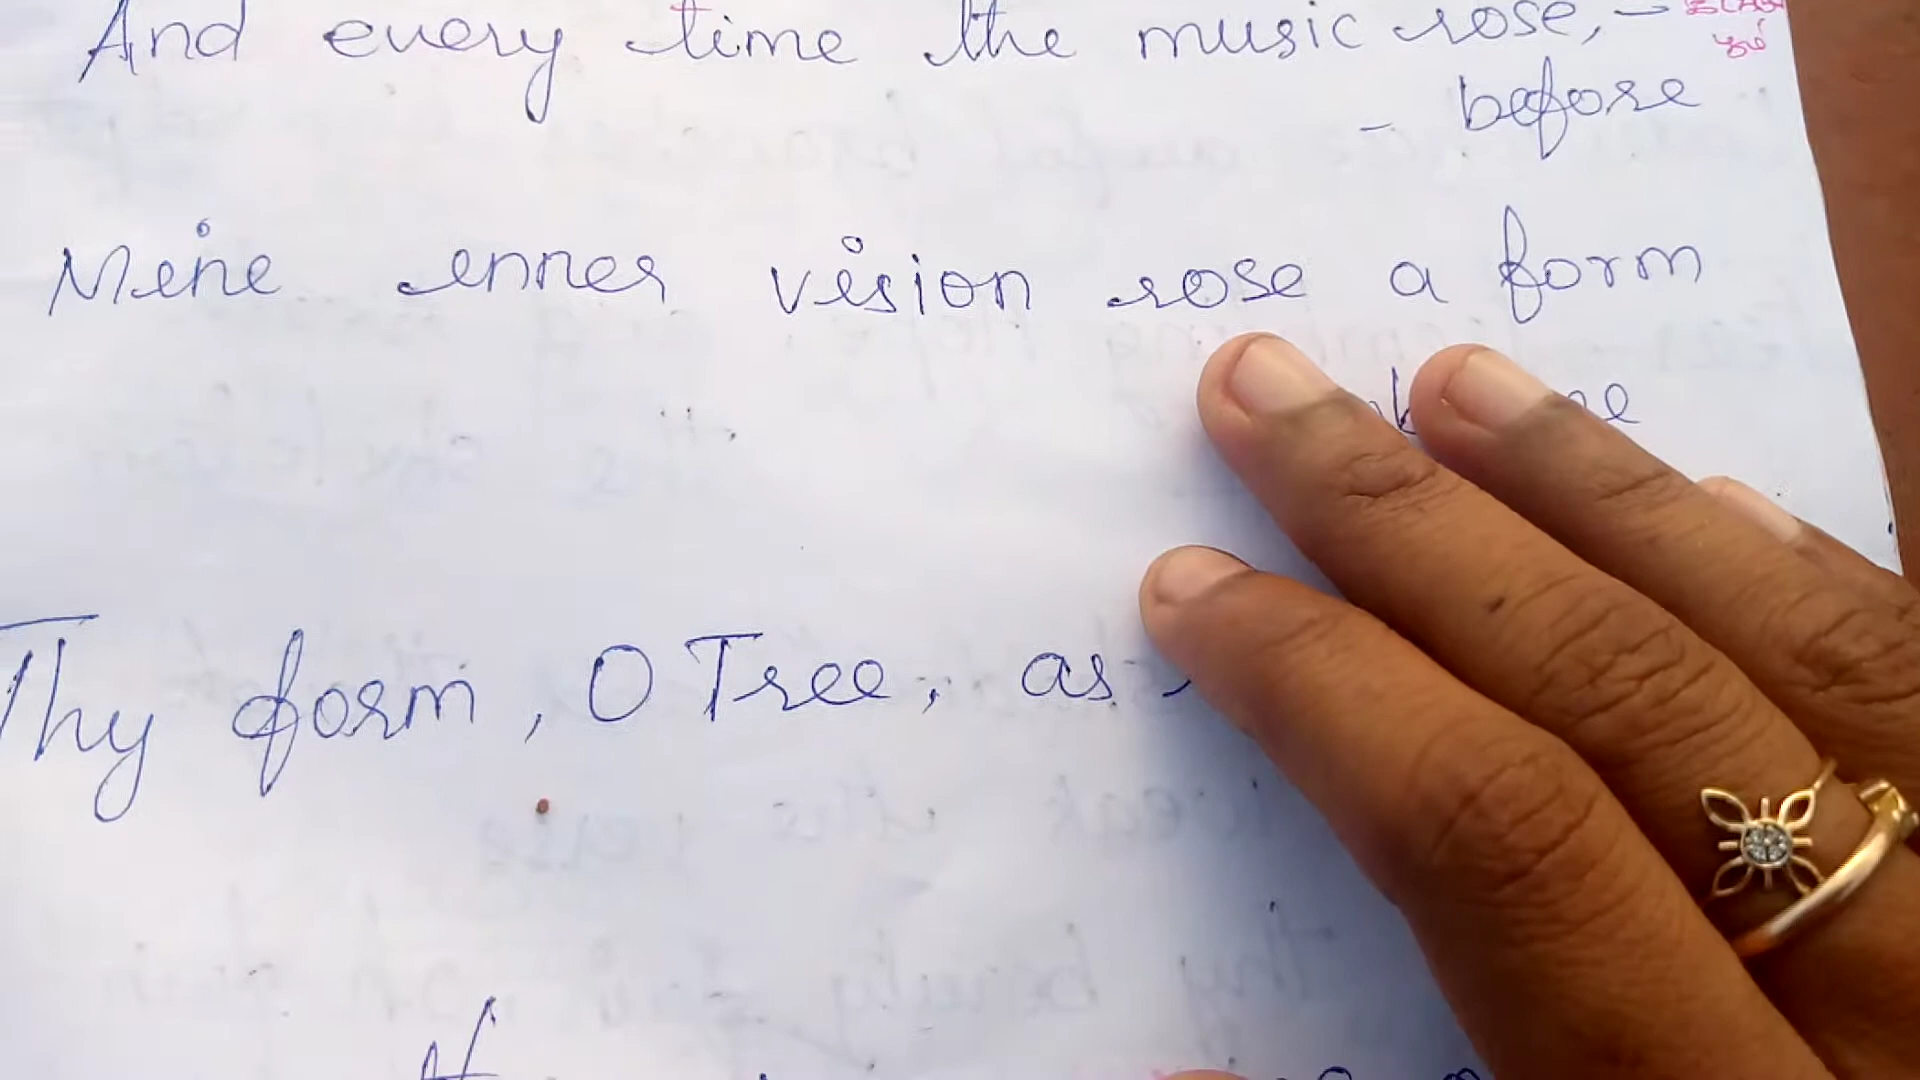 And every time the music rose, -
- before
Mine inner vision rose a form
Thy form, O Tree, as